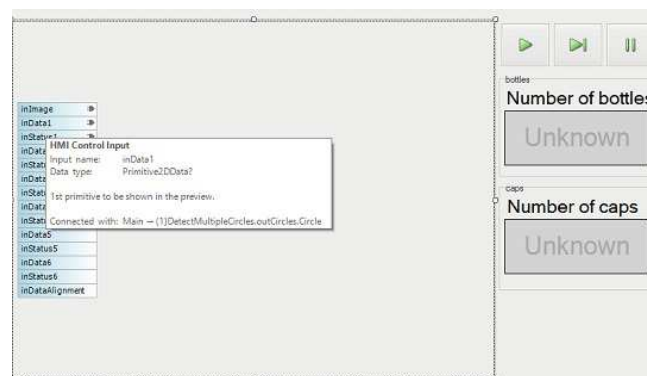 inImage
inData1
inStatus1
HMI Control Input
Input name: inData1
Data type: Primitive2DData?
1st primitive to be shown in the preview.
Connected with: Main — (1)DetectMultipleCircles.outCircles.Circle
inData5
inStatus5
inData6
inStatus6
inDataAlignment
bottles
Number of bottles
Unknown
caps
Number of caps
Unknown